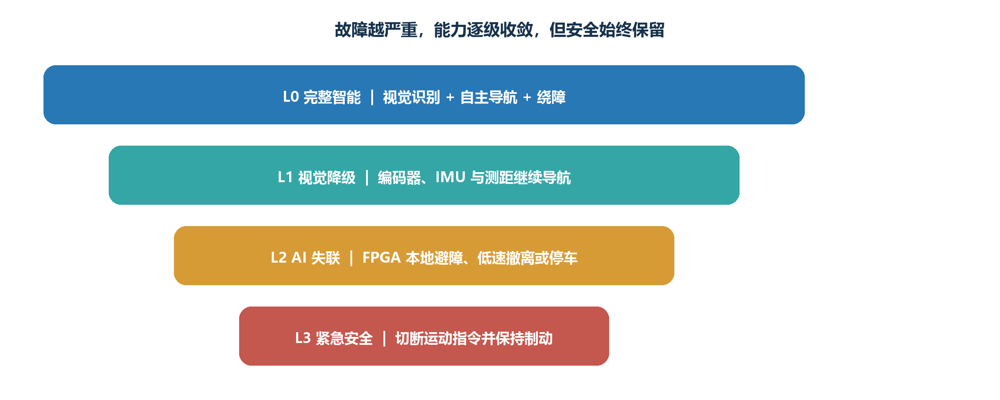 故障越严重，能力逐级收敛，但安全始终保留
L0 完整智能 | 视觉识别 + 自主导航 + 绕障
L1 视觉降级 | 编码器、IMU 与测距继续导航
L2 AI 失联 | FPGA 本地避障、低速撤离或停车
L3 紧急安全 | 切断运动指令并保持制动